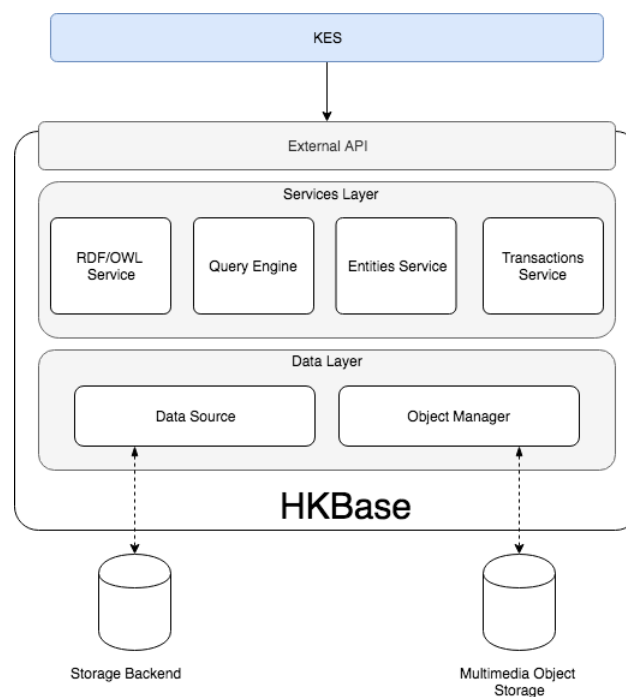 KES
External API
Services Layer
RDF/OWL
Service
Query Engine
Entities Service
Transactions
Service
Data Layer
Data Source
Object Manager
HKBase
Storage Backend
Multimedia Object
Storage